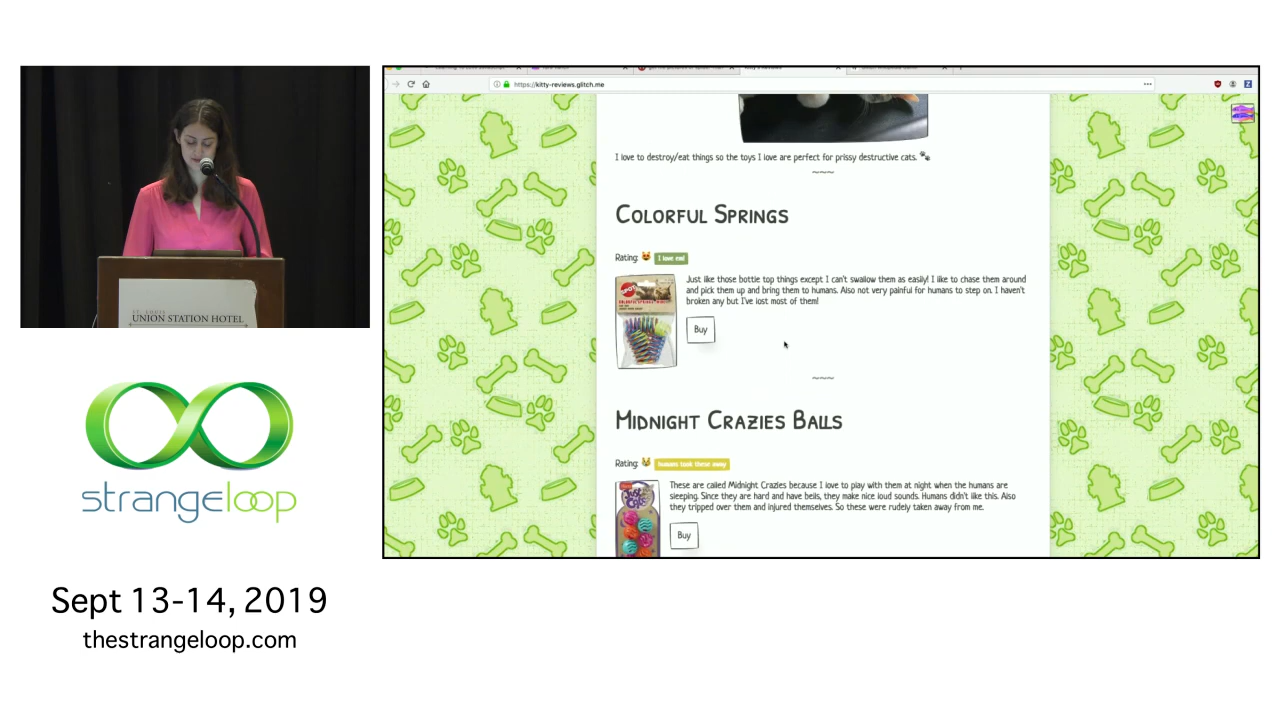 https://kitty-reviews.glitch.me
I love to destroy/eat things so the toys I love are perfect for prissy destructive cats. 🐾
~~~~
Colorful Springs
Rating: 😻 I love em!
Just like those bottle top things except I can't swallow them as easily! I like to chase them around
and pick them up and bring them to humans. Also not very painful for humans to step on. I haven't
broken any but I've lost most of them!
SPOT
Buy
~~~~
Midnight Crazies Balls
Rating: 😼 humans took these away
These are called Midnight Crazies because I love to play with them at night when the humans are
sleeping. Since they are hard and have bells, they make nice loud sounds. Humans didn't like this. Also
they tripped over them and injured themselves. So these were rudely taken away from me.
Just for Cats
Buy
ST. LOUIS
UNION STATION HOTEL
strangeloop
Sept 13-14, 2019
thestrangeloop.com